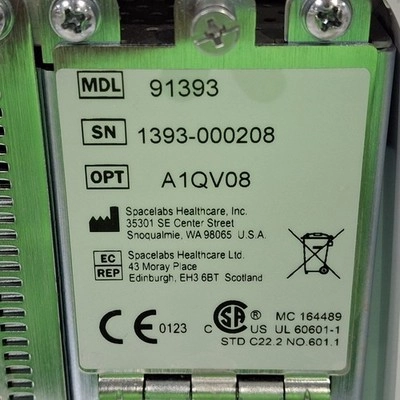 MDL 91393
SN 1393-000208
OPT A1QV08
Spacelabs Healthcare, Inc.
35301 SE Center Street
Snoqualmie, WA 98065 U.S.A.
EC REP
Spacelabs Healthcare Ltd.
43 Moray Place
Edinburgh, EH3 6BT Scotland
CE 0123
C SA ® US
MC 164489
UL 60601-1
STD C22.2 NO.601.1